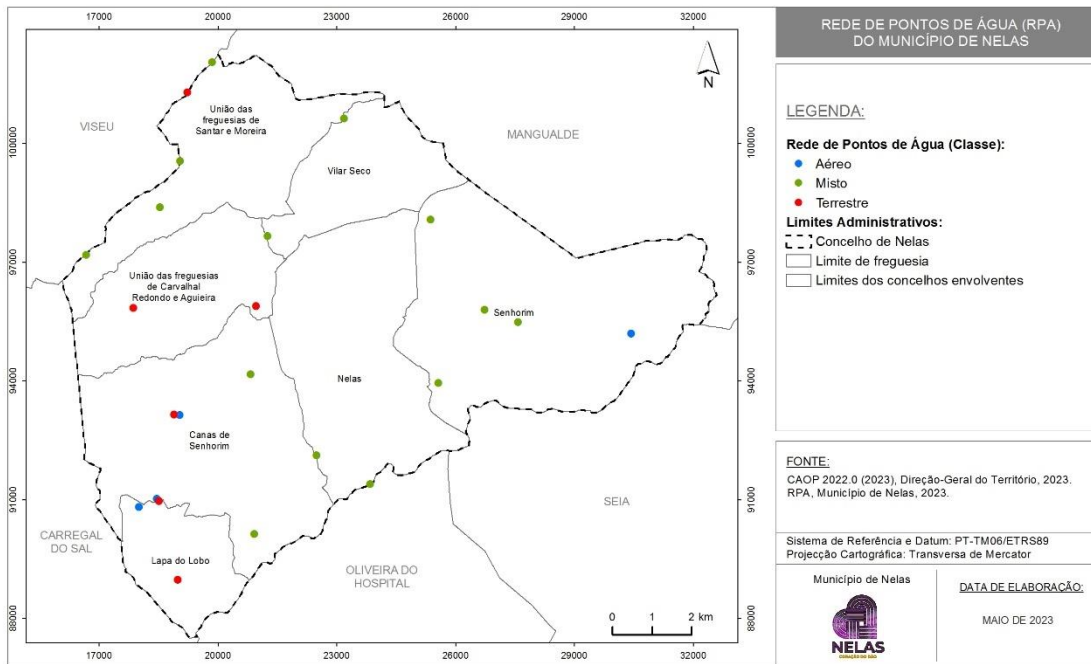 17000 20000 23000 26000 29000 32000
100000
97000
94000
91000
88000
VISEU
MANGUALDE
SEIA
OLIVEIRA DO
HOSPITAL
CARREGAL
DO SAL
União das
freguesias de
Santar e Moreira
Vilar Seco
União das freguesias
de Carvalhal
Redondo e Aguieira
Senhorim
Nelas
Canas de
Senhorim
Lapa do Lobo
N
0 1 2 km
100000
97000
94000
91000
88000
17000 20000 23000 26000 29000 32000
REDE DE PONTOS DE ÁGUA (RPA)
DO MUNICÍPIO DE NELAS
LEGENDA:
Rede de Pontos de Água (Classe):
Aéreo
Misto
Terrestre
Limites Administrativos:
Concelho de Nelas
Limite de freguesia
Limites dos concelhos envolventes
FONTE:
CAOP 2022.0 (2023), Direção-Geral do Território, 2023.
RPA, Município de Nelas, 2023.
Sistema de Referência e Datum: PT-TM06/ETRS89
Projecção Cartográfica: Transversa de Mercator
Município de Nelas
NELAS
CORAÇÃO DO DÃO
DATA DE ELABORAÇÃO:
MAIO DE 2023